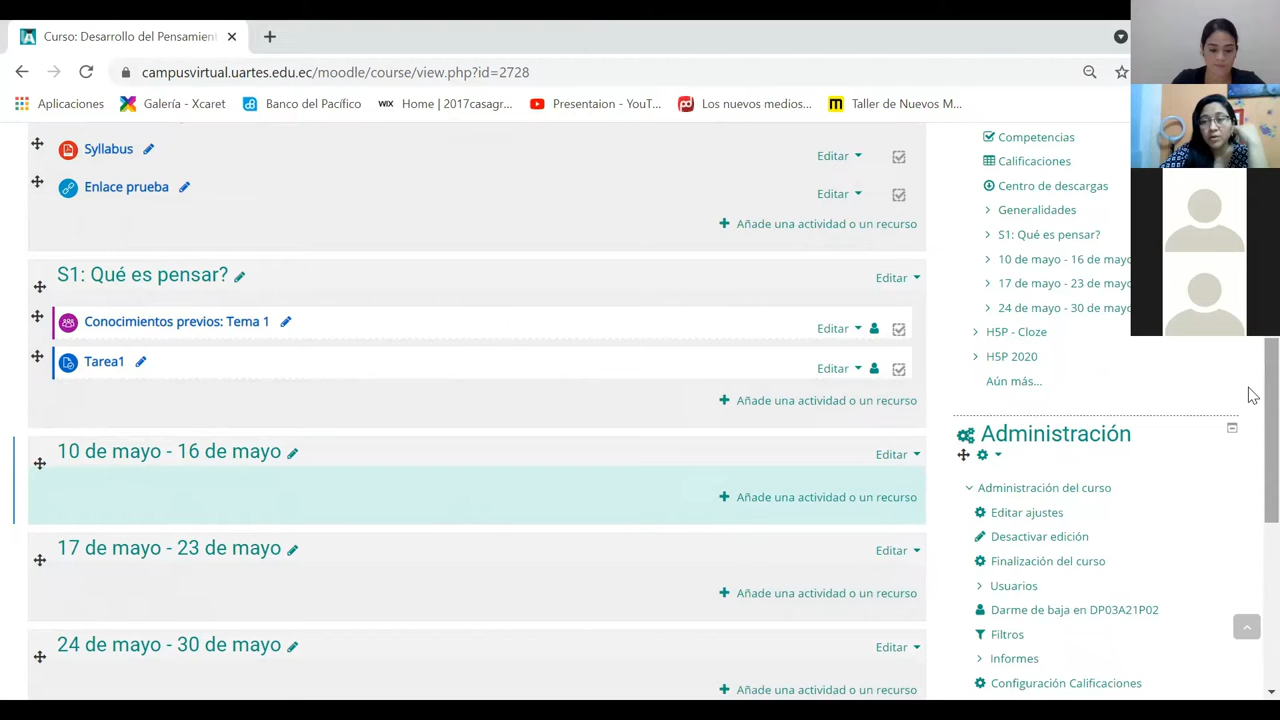 Curso: Desarrollo del Pensamien
campusvirtual.uartes.edu.ec/moodle/course/view.php?id=2728
Aplicaciones
Galería - Xcaret
Banco del Pacífico
WIX Home | 2017casagr...
Presentaion - YouT...
Los nuevos medios...
Taller de Nuevos M...
Syllabus
Editar
Enlace prueba
Editar
Añade una actividad o un recurso
S1: Qué es pensar?
Editar
Conocimientos previos: Tema 1
Editar
Tarea1
Editar
Añade una actividad o un recurso
10 de mayo - 16 de mayo
Editar
Añade una actividad o un recurso
17 de mayo - 23 de mayo
Editar
Añade una actividad o un recurso
24 de mayo - 30 de mayo
Editar
Añade una actividad o un recurso
Competencias
Calificaciones
Centro de descargas
Generalidades
S1: Qué es pensar?
10 de mayo - 16 de mayo
17 de mayo - 23 de mayo
24 de mayo - 30 de mayo
H5P - Cloze
H5P 2020
Aún más...
Administración
Administración del curso
Editar ajustes
Desactivar edición
Finalización del curso
Usuarios
Darme de baja en DP03A21P02
Filtros
Informes
Configuración Calificaciones